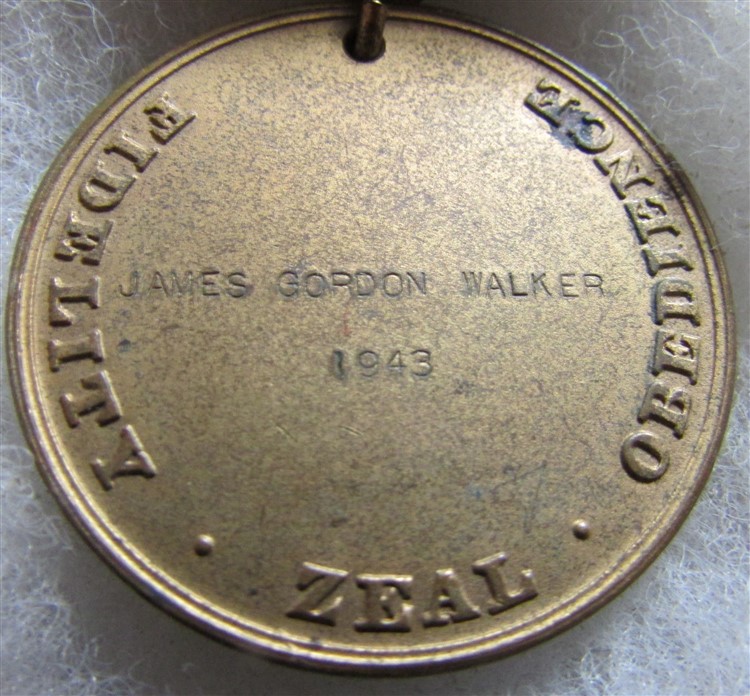 FIDELITY
ZEAL
OBEDIENCE
JAMES GORDON WALKER
1943